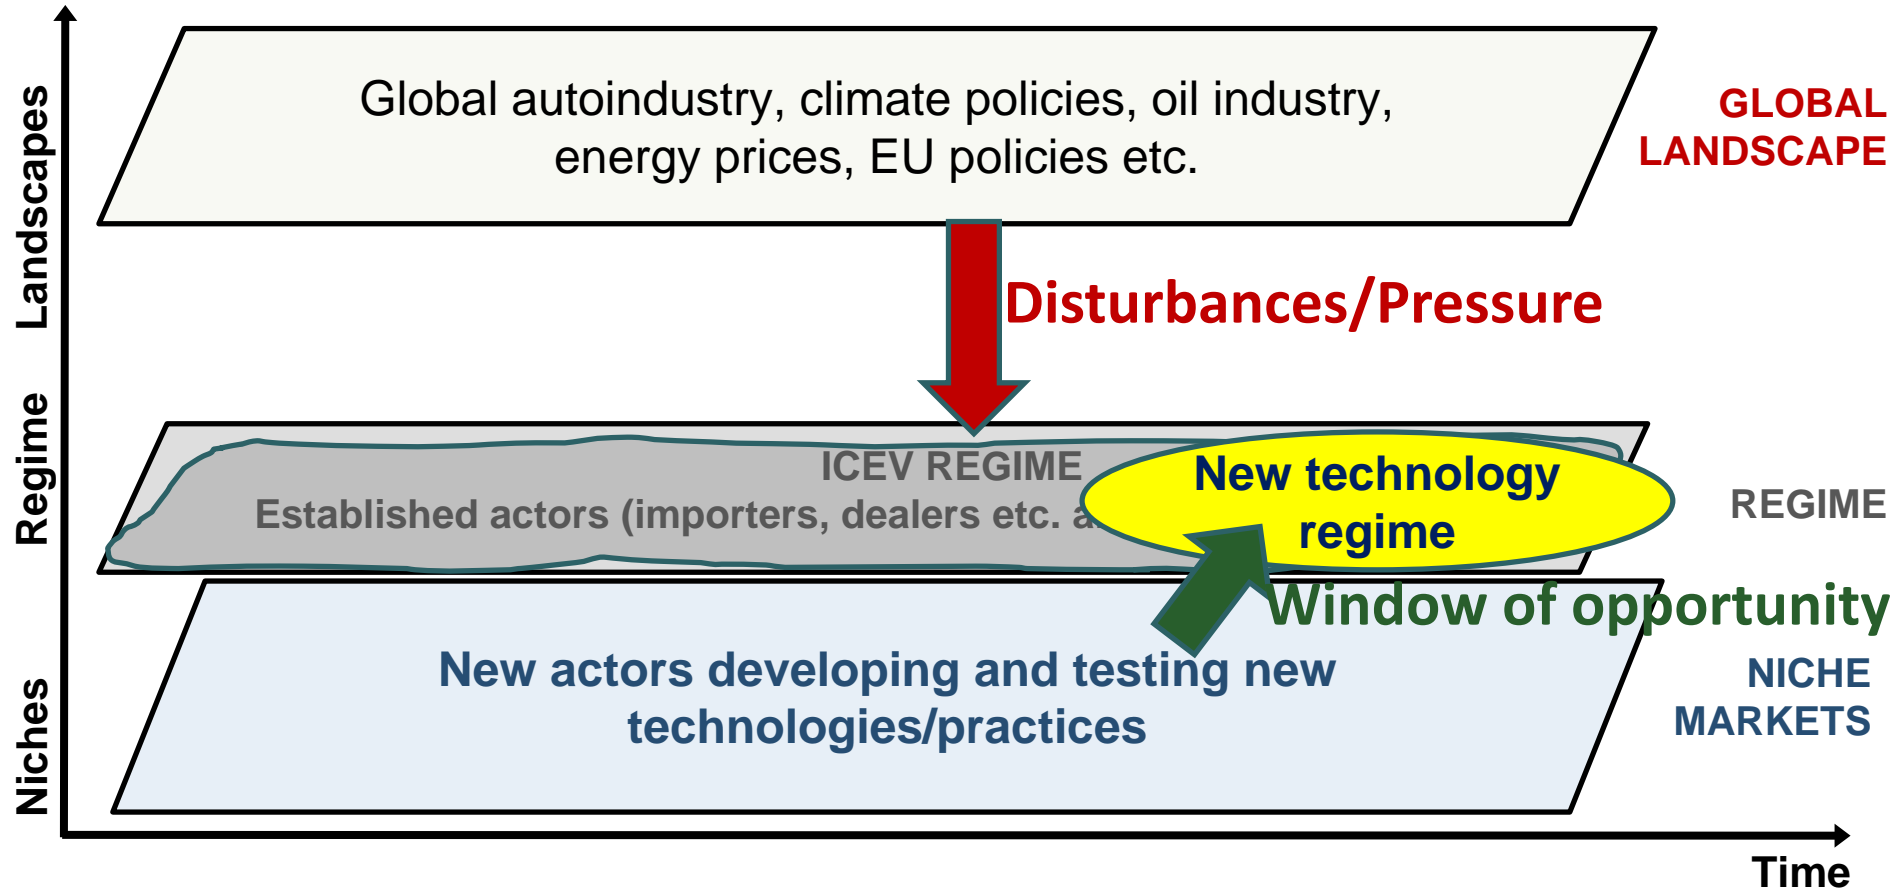 Landscapes
Global autoindustry, climate policies, oil industry,
energy prices, EU policies etc.
GLOBAL
LANDSCAPE
Disturbances/Pressure
Regime
ICEV REGIME
Established actors (importers, dealers etc.
New technology
regime
REGIME
Window of opportunity
Niches
New actors developing and testing new
technologies/practices
NICHE
MARKETS
Time